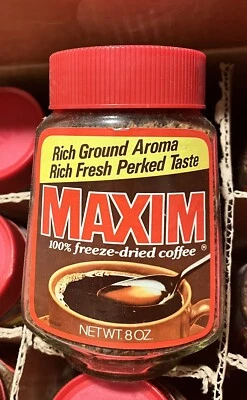 Rich Ground Aroma
Rich Fresh Perked Taste
MAXIM
100% freeze-dried coffee®
NET WT. 8 OZ.